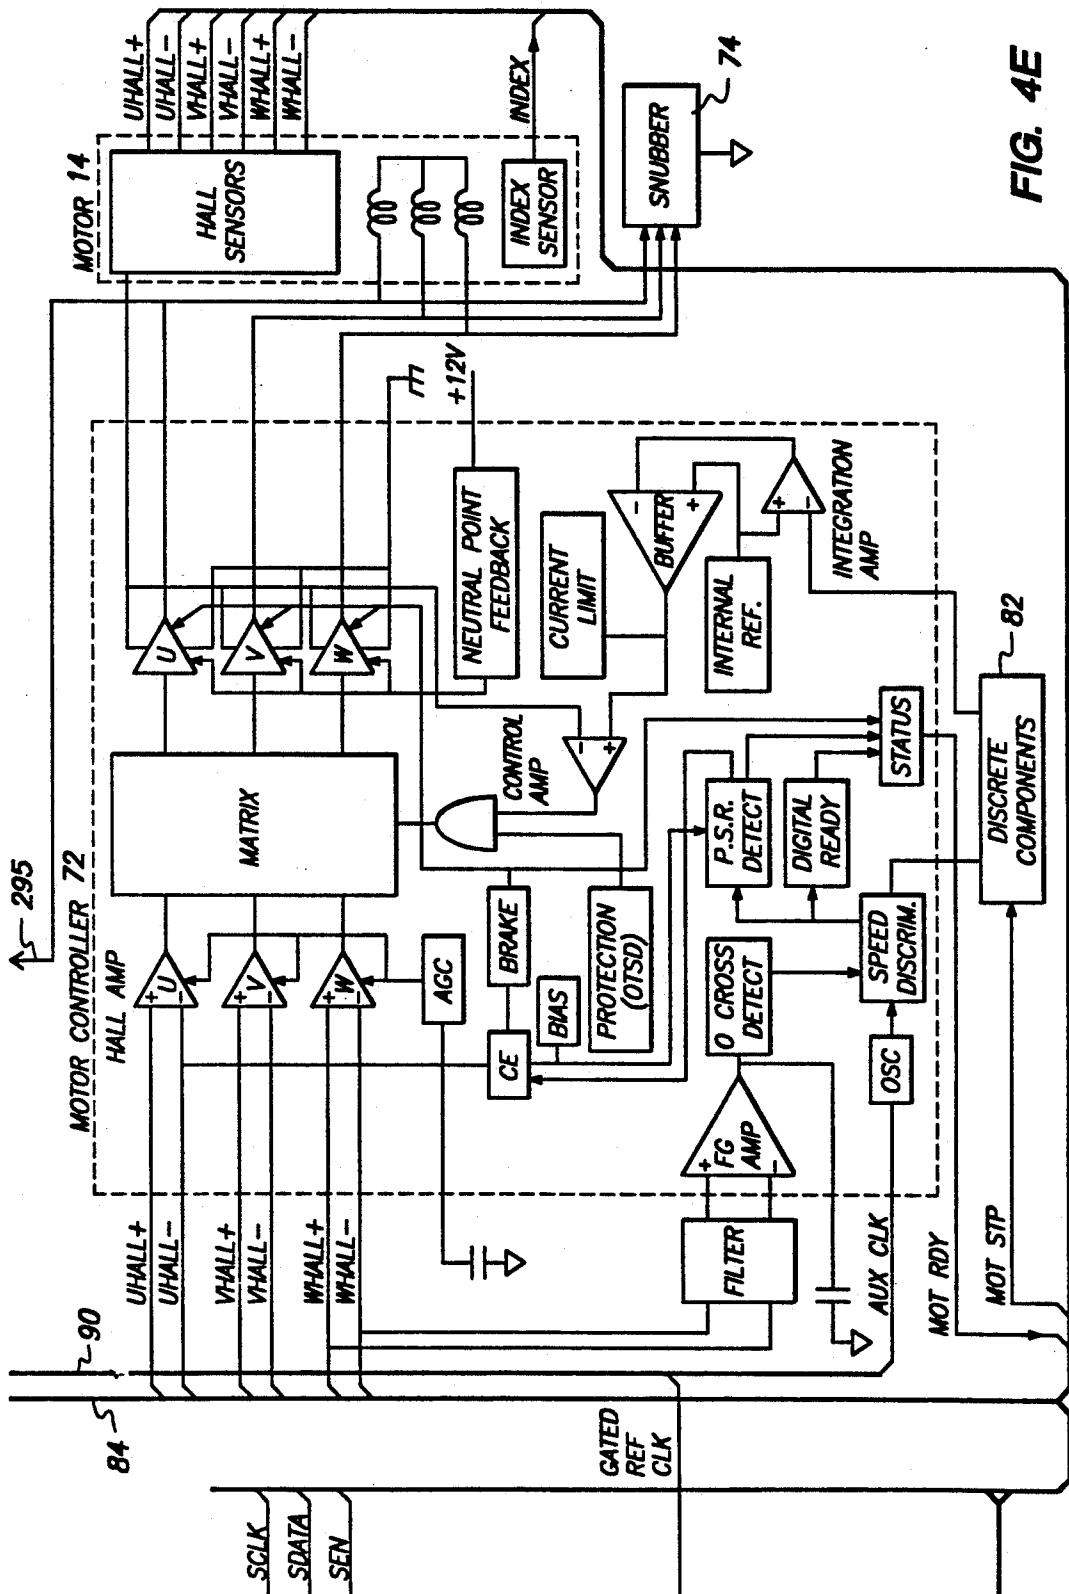 295
MOTOR CONTROLLER 72
HALL AMP
MOTOR 14
UHALL+
UHALL-
VHALL+
VHALL-
WHALL+
WHALL-
HALL
SENSORS
INDEX
SENSOR
INDEX
SNUBBER
74
+12V
MATRIX
U
V
W
+
-
U
+
-
V
+
-
W
NEUTRAL POINT
FEEDBACK
CURRENT
LIMIT
BUFFER
-
+
INTERNAL
REF.
+
-
INTEGRATION
AMP
CONTROL
AMP
-
+
AGC
BRAKE
CE
BIAS
PROTECTION
(OTSD)
P.S.R.
DETECT
DIGITAL
READY
STATUS
O CROSS
DETECT
SPEED
DISCRIM.
OSC
+
FG
AMP
-
FILTER
DISCRETE
COMPONENTS
82
UHALL+
UHALL-
VHALL+
VHALL-
WHALL+
WHALL-
90
84
AUX CLK
MOT RDY
MOT STP
GATED
REF
CLK
SCLK
SDATA
SEN
FIG. 4E